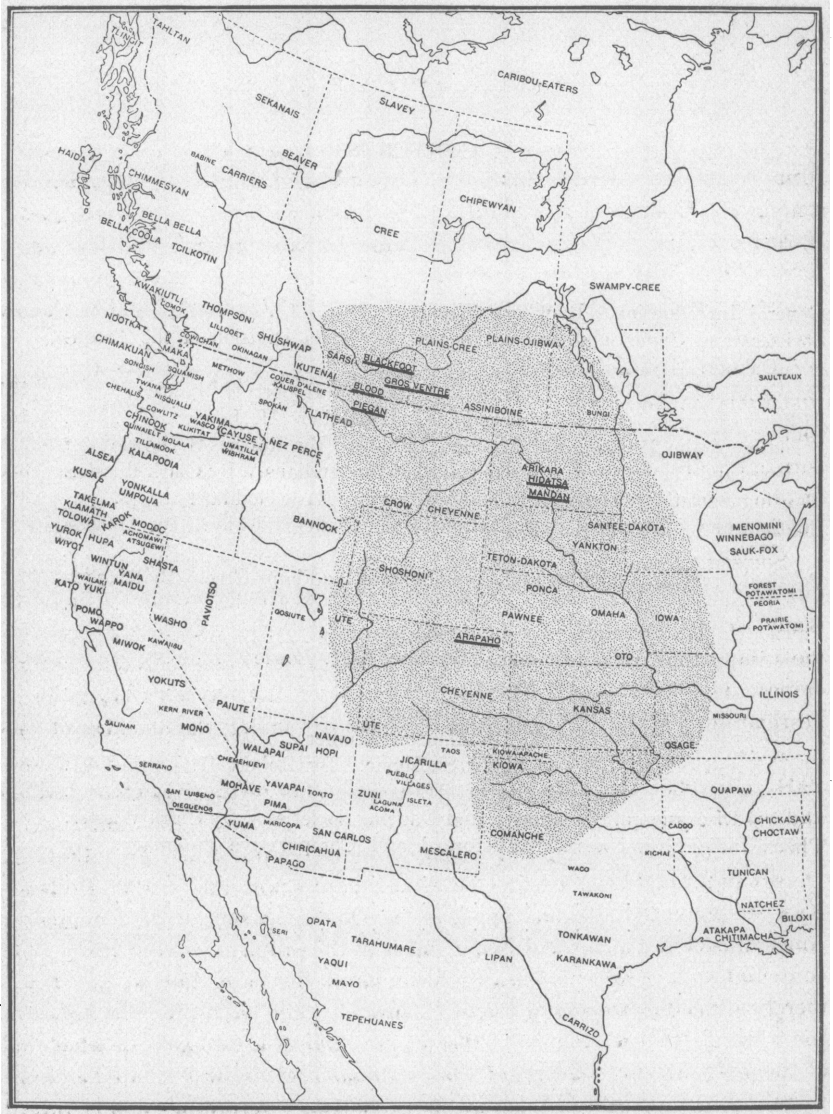 TLINGIT
TAHLTAN
CARIBOU-EATERS
SEKANAIS
SLAVEY
HAIDA
BABINE
CARRIERS
BEAVER
CHIMMESYAN
CHIPEWYAN
BELLA BELLA
BELLA COOLA
TCILKOTIN
CREE
SWAMPY-CREE
KWAKIUTL
COMOX
THOMPSON
NOOTKA
LILLOOET
SHUSHWAP
COWICHAN
OKINAGAN
PLAINS-CREE
PLAINS-OJIBWAY
SARSI
BLACKFOOT
CHIMAKUAN
MAKA
KUTENAI
SONGISH
SQUAMISH
METHOW
COUER D'ALENE
KALISPEL
BLOOD
GROS VENTRE
SAULTEAUX
TWANA
NISQUALLI
SPOKAN
FLATHEAD
PIEGAN
ASSINIBOINE
BUNGI
CHEHALIS
COWLITZ
YAKIMA
CHINOOK
WASCO
KLIKITAT
CAYUSE
NEZ PERCE
QUINAIELT
MOLALA
UMATILLA
WISHRAN
TILLAMOOK
OJIBWAY
ALSEA
KALAPOOIA
KUSA
ARIKARA
HIDATSA
MANDAN
YONKALLA
UMPQUA
TAKELMA
KLAMATH
TOLOWA
KAROK
MODOC
BANNOCK
CROW
CHEYENNE
SANTEE-DAKOTA
MENOMINI
WINNEBAGO
SAUK-FOX
YUROK
HUPA
ACHOMAWI
ATSUGEWI
WIYOT
YANKTON
SHASTA
WINTUN
YANA
WAILAKI
MAIDU
KATO
YUKI
SHOSHONI
TETON-DAKOTA
PONCA
FOREST
POTAWATOMI
PEORIA
PAVIOTSO
GOSIUTE
UTE
PAWNEE
OMAHA
IOWA
PRAIRIE
POTAWATOMI
POMO
WAPPO
WASHO
MIWOK
KAWAIISU
ARAPAHO
OTO
YOKUTS
CHEYENNE
KANSAS
ILLINOIS
KERN RIVER
MONO
PAIUTE
MISSOURI
SALINAN
UTE
NAVAJO
WALAPAI
SUPAI
HOPI
TAOS
KIOWA-APACHE
OSAGE
SERRANO
CHEMEHUEVI
JICARILLA
KIOWA
PUEBLO
VILLAGES
MOHAVE
YAVAPAI
TONTO
ZUNI
LAGUNA
ACOMA
ISLETA
QUAPAW
SAN LUISENO
DIEGUENOS
PIMA
YUMA
MARICOPA
SAN CARLOS
COMANCHE
CADDO
CHICKASAW
CHOCTAW
CHIRICAHUA
PAPAGO
MESCALERO
KICHAI
WACO
TUNICAN
TAWAKONI
NATCHEZ
BILOXI
OPATA
SERI
TARAHUMARE
TONKAWAN
ATAKAPA
CHITIMACHA
YAQUI
LIPAN
KARANKAWA
MAYO
TEPEHUANES
CARRIZO